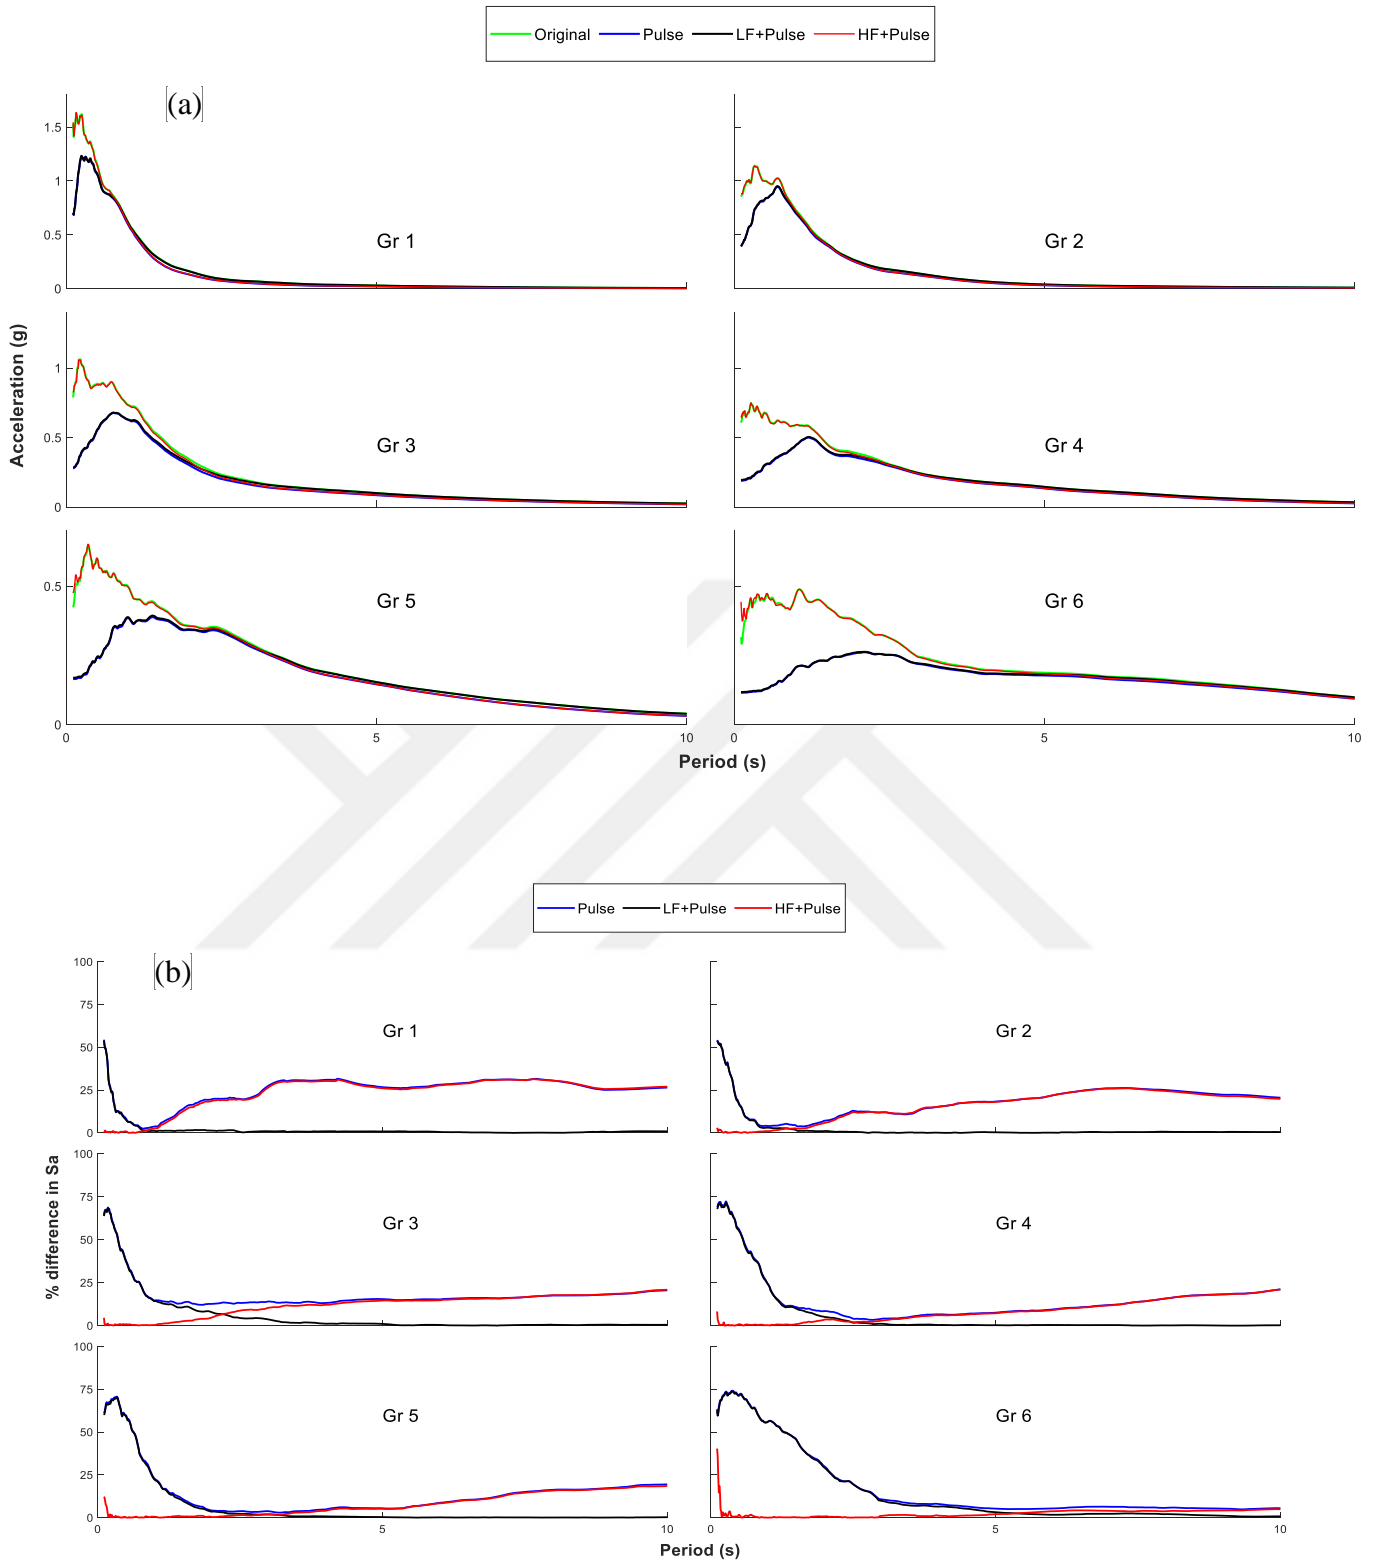 Original Pulse LF+Pulse HF+Pulse
(a)
1.5
1
0.5
0
Gr 1
Gr 2
Acceleration (g)
1
0.5
0
Gr 3
Gr 4
0.5
0
Gr 5
Gr 6
0 5 10 0 5 10
Period (s)
Pulse LF+Pulse HF+Pulse
(b)
100
75
50
25
0
Gr 1
Gr 2
% difference in Sa
100
75
50
25
0
Gr 3
Gr 4
100
75
50
25
0
Gr 5
Gr 6
0 5 10 0 5 10
Period (s)